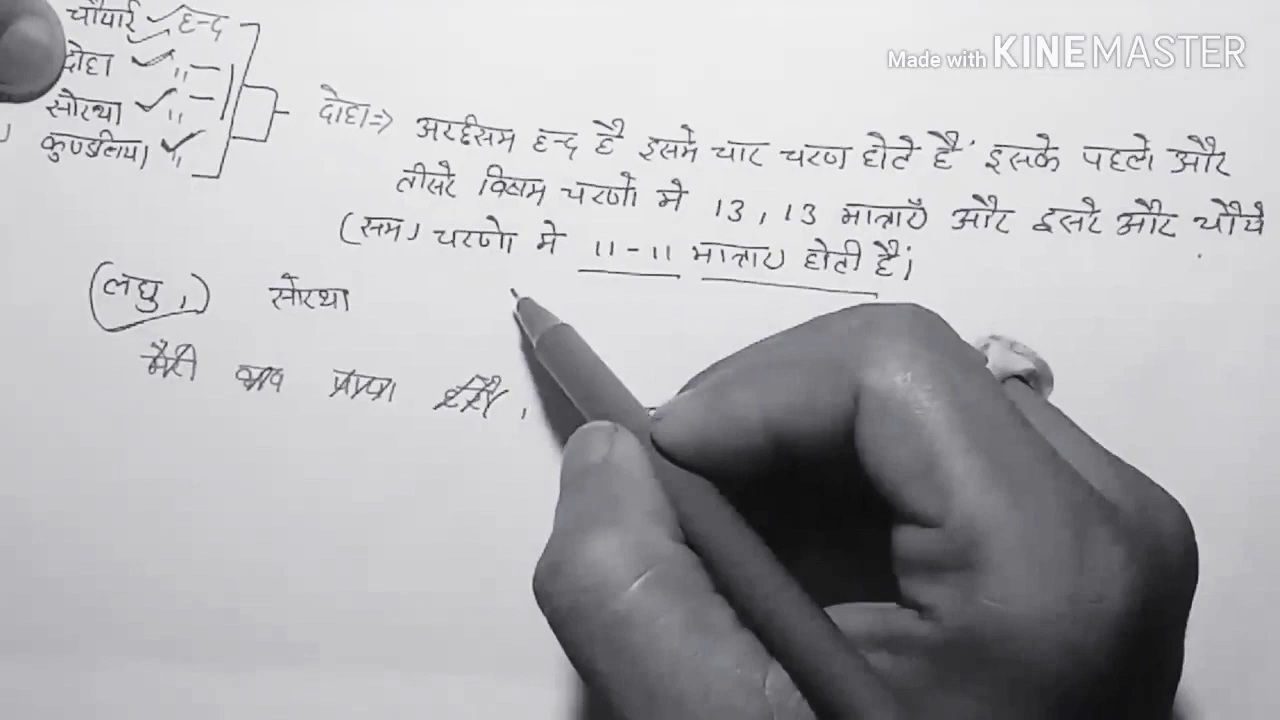 Made with KINEMASTER
चौपाई छन्द
दोहा ,, —
सोरठा ,, —
कुण्डलिया ,,
दोहा ⇒ अर्द्धसम छन्द है इसमे चार चरण होते हैं इसके पहले और
तीसरे विषम चरणो मे 13, 13 मात्राएँ और दूसरे और चौथे
(सम) चरणो मे 11-11 मात्राए होती हैं।
(लघु।) सोरठा
मेरी बाधा